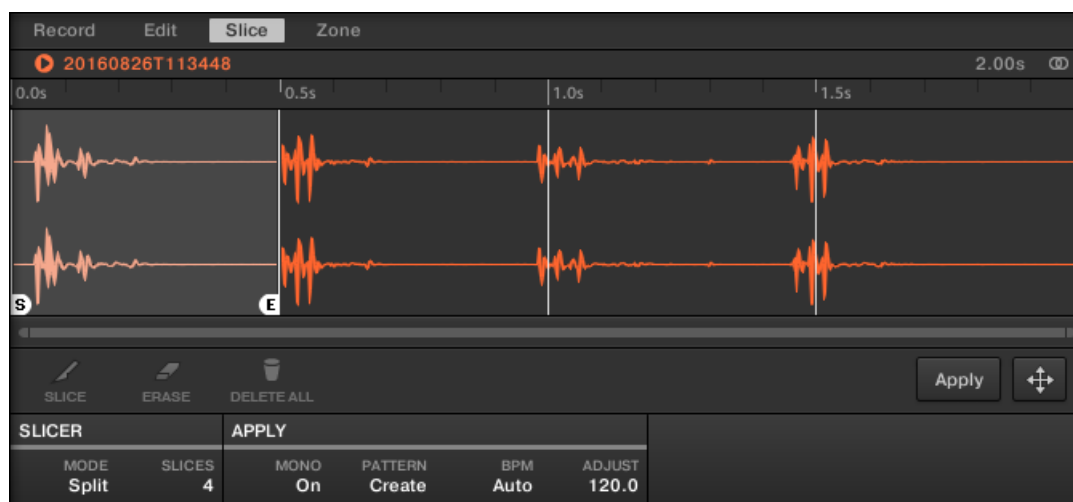 Record Edit Slice Zone
20160826T113448 2.00s
0.0s 0.5s 1.0s 1.5s
S E
SLICE ERASE DELETE ALL Apply
SLICER APPLY
MODE SLICES MONO PATTERN BPM ADJUST
Split 4 On Create Auto 120.0